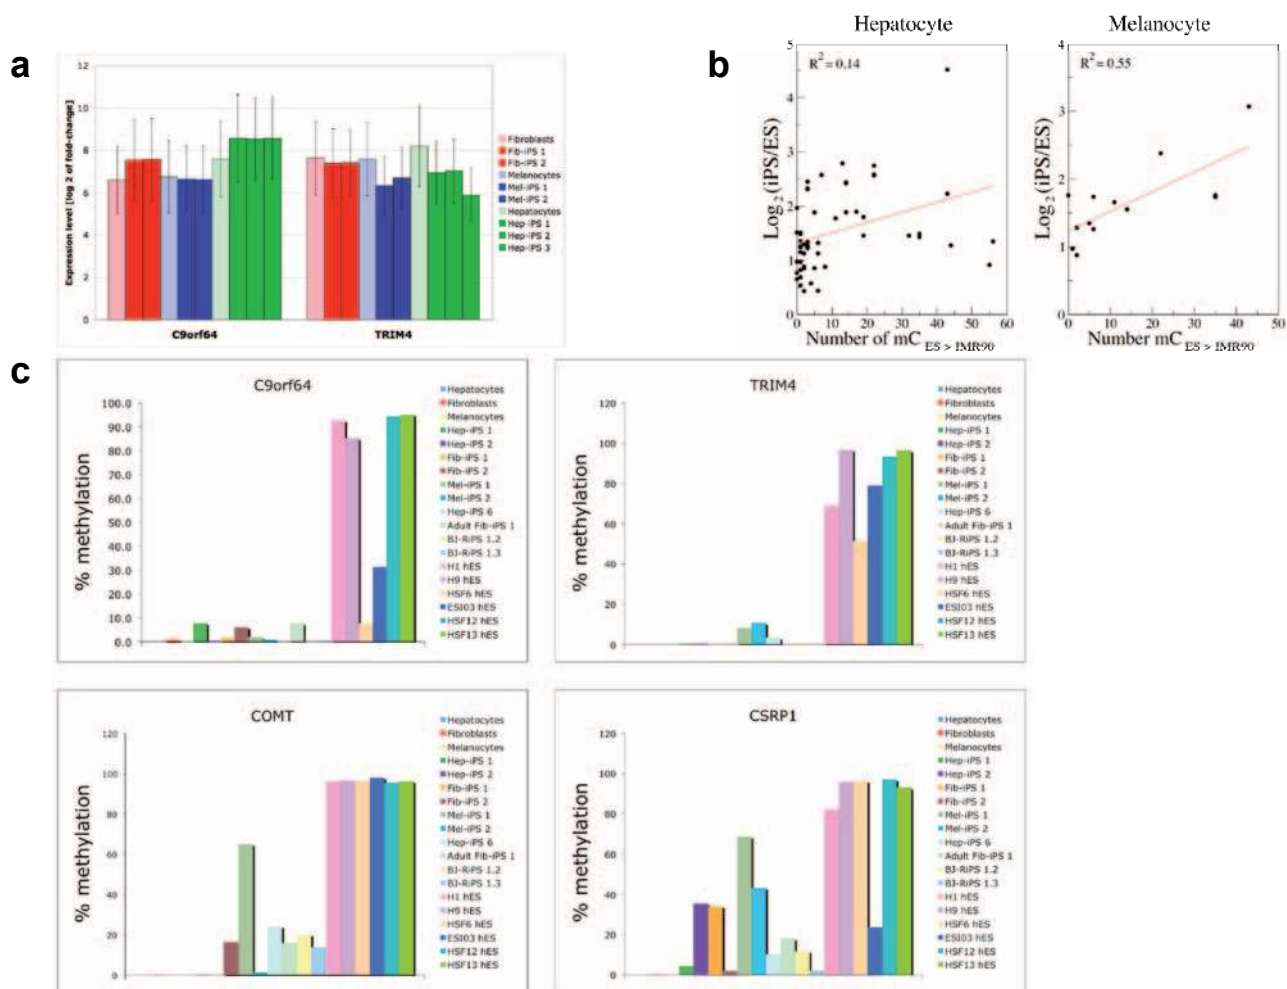 a
Expression level [log 2 of fold-change]
12
10
8
6
4
2
0
C9orf64
TRIM4
Fibroblasts
Fib-iPS 1
Fib-iPS 2
Melanocytes
Mel-iPS 1
Mel-iPS 2
Hepatocytes
Hep-iPS 1
Hep-iPS 2
Hep-iPS 3
b
Hepatocyte
R² = 0.14
Log₂(iPS/ES)
5
4
3
2
1
0
0 10 20 30 40 50 60
Number of mC ES > IMR90
Melanocyte
R² = 0.55
Log₂(iPS/ES)
4
3
2
1
0
0 10 20 30 40 50
Number mC ES > IMR90
c
C9orf64
% methylation
100.0
90.0
80.0
70.0
60.0
50.0
40.0
30.0
20.0
10.0
0.0
Hepatocytes
Fibroblasts
Melanocytes
Hep-iPS 1
Hep-iPS 2
Fib-iPS 1
Fib-iPS 2
Mel-iPS 1
Mel-iPS 2
Hep-iPS 6
Adult Fib-iPS 1
BJ-RiPS 1.2
BJ-RiPS 1.3
H1 hES
H9 hES
HSF6 hES
ESI03 hES
HSF12 hES
HSF13 hES
TRIM4
% methylation
120
100
80
60
40
20
0
Hepatocytes
Fibroblasts
Melanocytes
Hep-iPS 1
Hep-iPS 2
Fib-iPS 1
Fib-iPS 2
Mel-iPS 1
Mel-iPS 2
Hep-iPS 6
Adult Fib-iPS 1
BJ-RiPS 1.2
BJ-RiPS 1.3
H1 hES
H9 hES
HSF6 hES
ESI03 hES
HSF12 hES
HSF13 hES
COMT
% methylation
120
100
80
60
40
20
0
Hepatocytes
Fibroblasts
Melanocytes
Hep-iPS 1
Hep-iPS 2
Fib-iPS 1
Fib-iPS 2
Mel-iPS 1
Mel-iPS 2
Hep-iPS 6
Adult Fib-iPS 1
BJ-RiPS 1.2
BJ-RiPS 1.3
H1 hES
H9 hES
HSF6 hES
ESI03 hES
HSF12 hES
HSF13 hES
CSRP1
% methylation
120
100
80
60
40
20
0
Hepatocytes
Fibroblasts
Melanocytes
Hep-iPS 1
Hep-iPS 2
Fib-iPS 1
Fib-iPS 2
Mel-iPS 1
Mel-iPS 2
Hep-iPS 6
Adult Fib-iPS 1
BJ-RiPS 1.2
BJ-RiPS 1.3
H1 hES
H9 hES
HSF6 hES
ESI03 hES
HSF12 hES
HSF13 hES